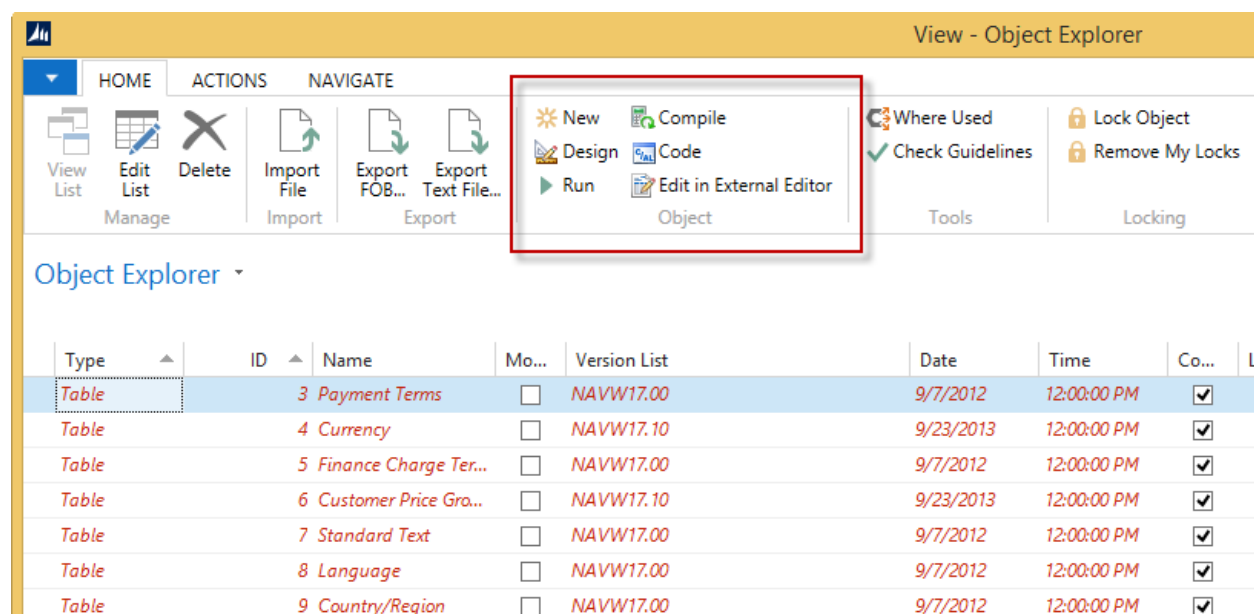 View - Object Explorer
HOME ACTIONS NAVIGATE
New Compile
Where Used
Lock Object
Design C/AL Code
Check Guidelines
Remove My Locks
View List
Edit List
Delete
Import File
Export FOB...
Export Text File...
Run Edit in External Editor
Manage Import Export Object Tools Locking
Object Explorer
Type ID Name Mo... Version List Date Time Co... L
Table 3 Payment Terms NAVW17.00 9/7/2012 12:00:00 PM
Table 4 Currency NAVW17.10 9/23/2013 12:00:00 PM
Table 5 Finance Charge Ter... NAVW17.00 9/7/2012 12:00:00 PM
Table 6 Customer Price Gro... NAVW17.10 9/23/2013 12:00:00 PM
Table 7 Standard Text NAVW17.00 9/7/2012 12:00:00 PM
Table 8 Language NAVW17.00 9/7/2012 12:00:00 PM
Table 9 Country/Region NAVW17.00 9/7/2012 12:00:00 PM